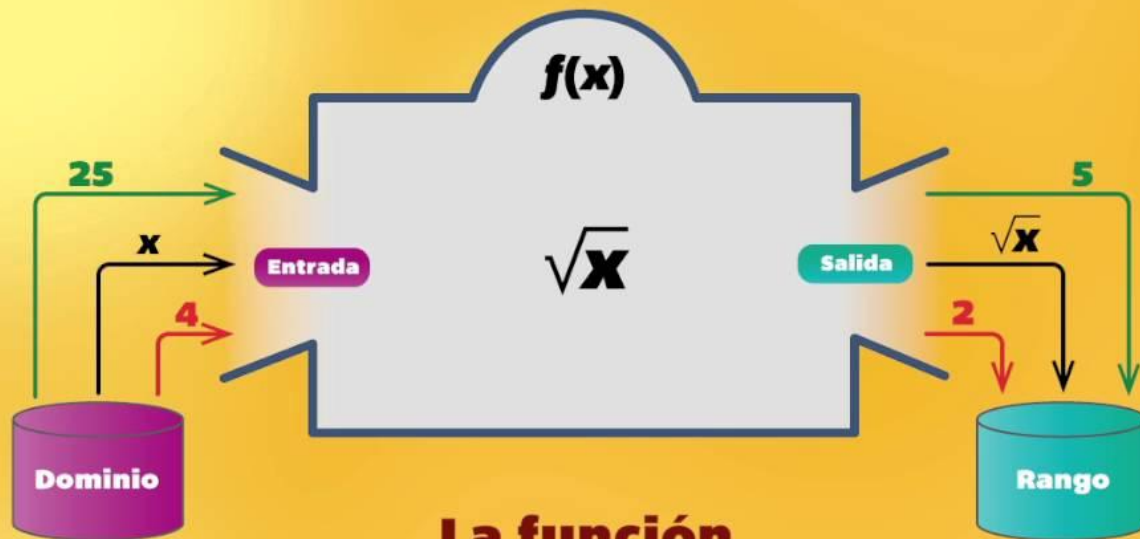 f(x)
25
5
x
√x
Entrada
√x
Salida
4
2
Dominio
Rango
La función